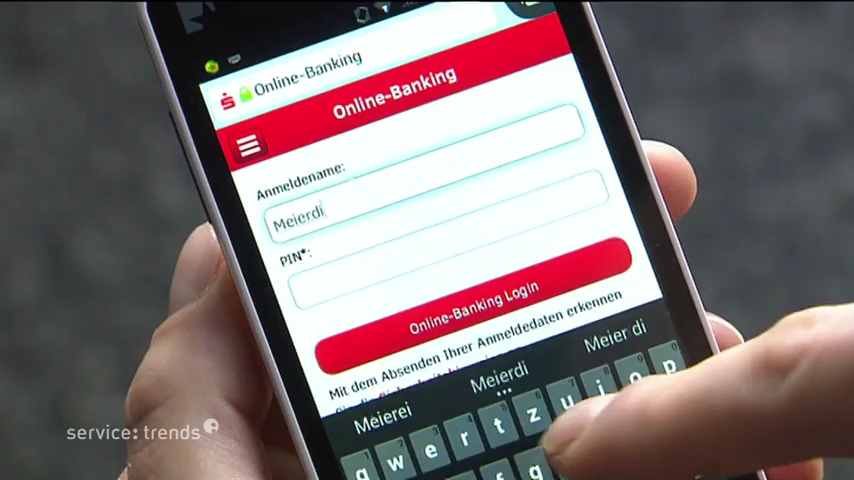 Online-Banking
Online-Banking
Anmeldename:
Meierdi
PIN*:
Online-Banking Login
Mit dem Absenden Ihrer Anmeldedaten erkennen
Meierei Meierdi Meier di
q w e r t z u i o p
f g
service: trends